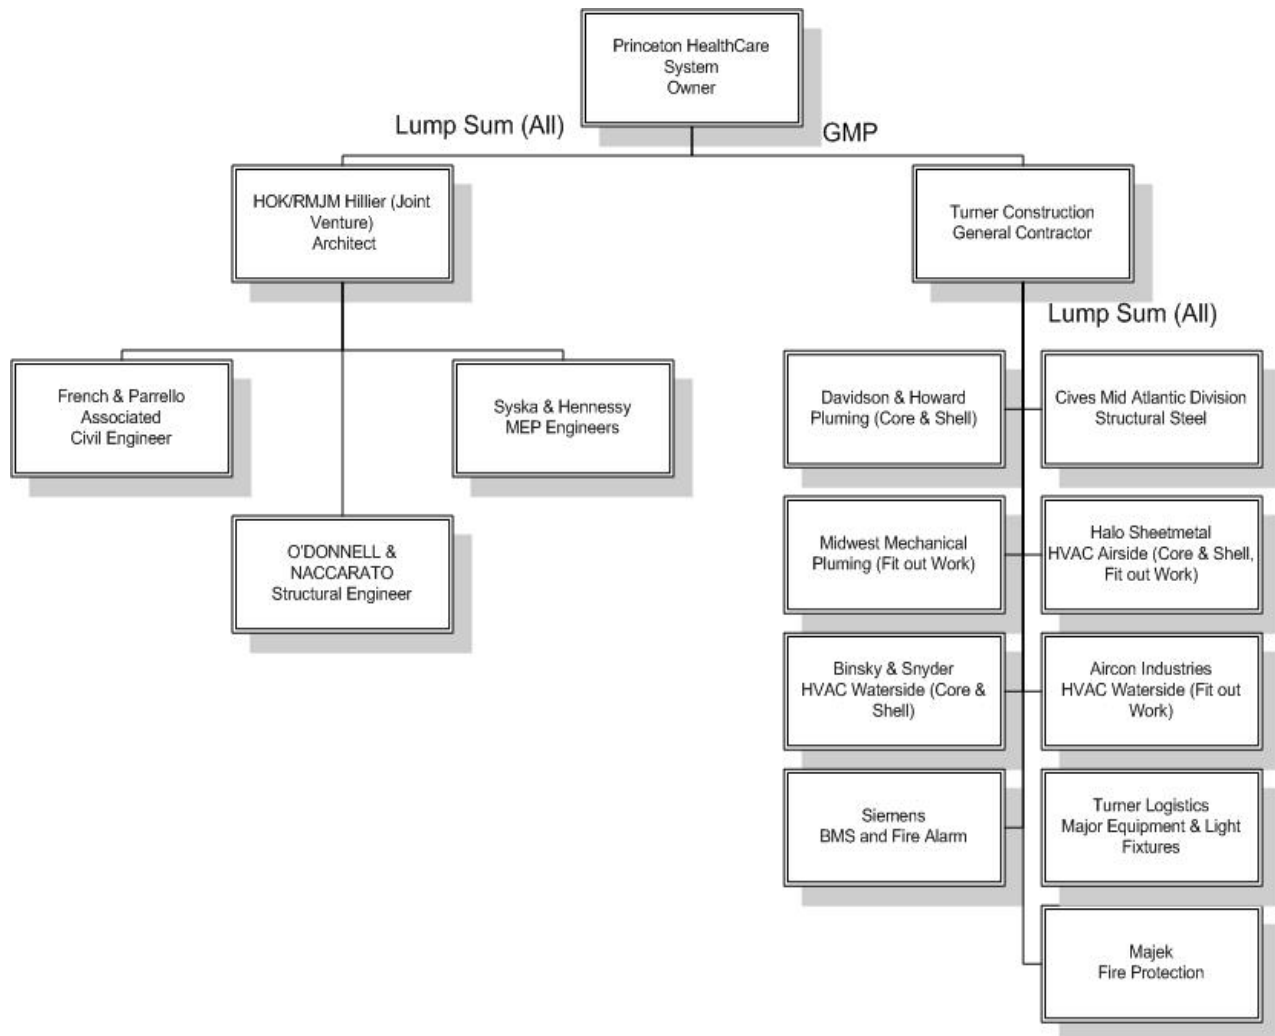 Princeton HealthCare
System
Owner
Lump Sum (All)
GMP
HOK/RMJM Hillier (Joint
Venture)
Architect
Turner Construction
General Contractor
Lump Sum (All)
French & Parrello
Associated
Civil Engineer
Syska & Hennessy
MEP Engineers
O'DONNELL &
NACCARATO
Structural Engineer
Davidson & Howard
Pluming (Core & Shell)
Cives Mid Atlantic Division
Structural Steel
Midwest Mechanical
Pluming (Fit out Work)
Halo Sheetmetal
HVAC Airside (Core & Shell,
Fit out Work)
Binsky & Snyder
HVAC Waterside (Core &
Shell)
Aircon Industries
HVAC Waterside (Fit out
Work)
Siemens
BMS and Fire Alarm
Turner Logistics
Major Equipment & Light
Fixtures
Majek
Fire Protection